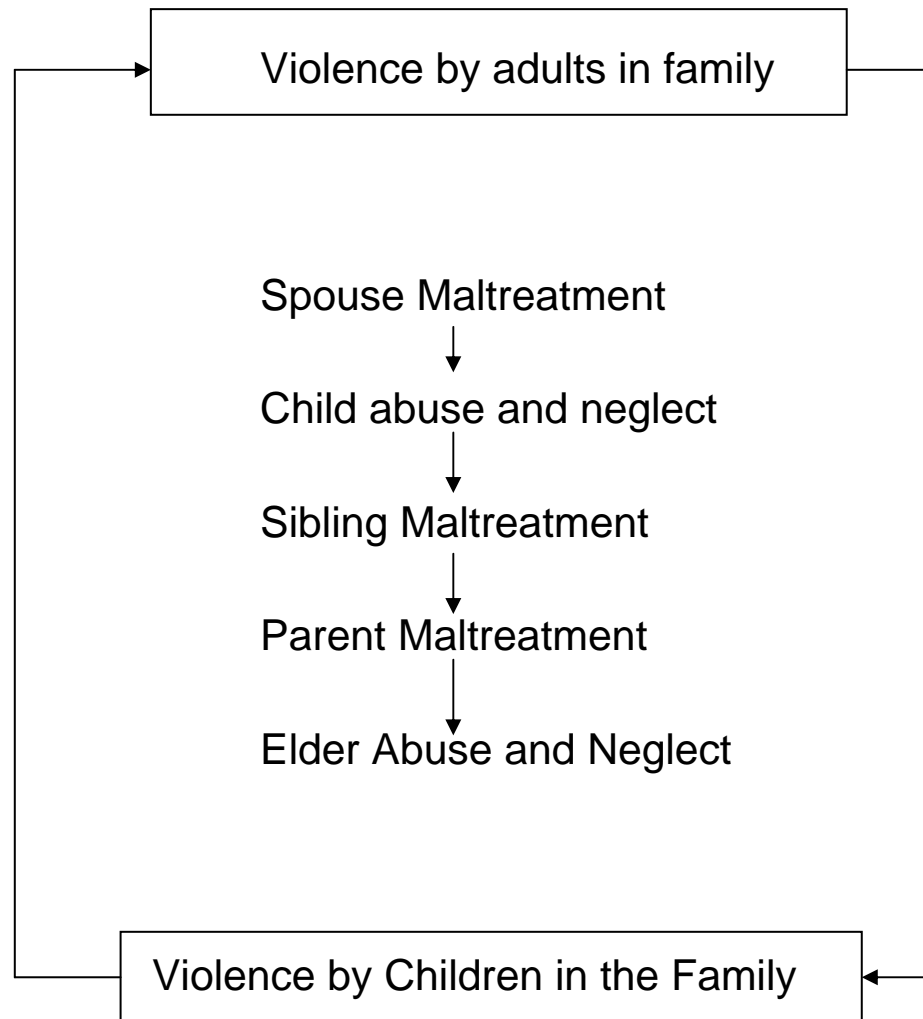 Violence by adults in family
Spouse Maltreatment
Child abuse and neglect
Sibling Maltreatment
Parent Maltreatment
Elder Abuse and Neglect
Violence by Children in the Family